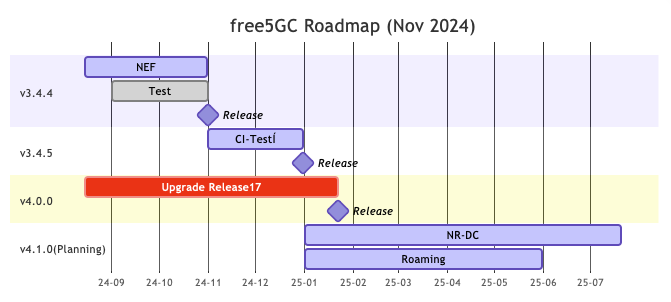 free5GC Roadmap (Nov 2024)
NEF
v3.4.4
Test
Release
CI-TestÍ
v3.4.5
Release
Upgrade Release17
v4.0.0
Release
NR-DC
v4.1.0(Planning)
Roaming
24-09 24-10 24-11 24-12 25-01 25-02 25-03 25-04 25-05 25-06 25-07